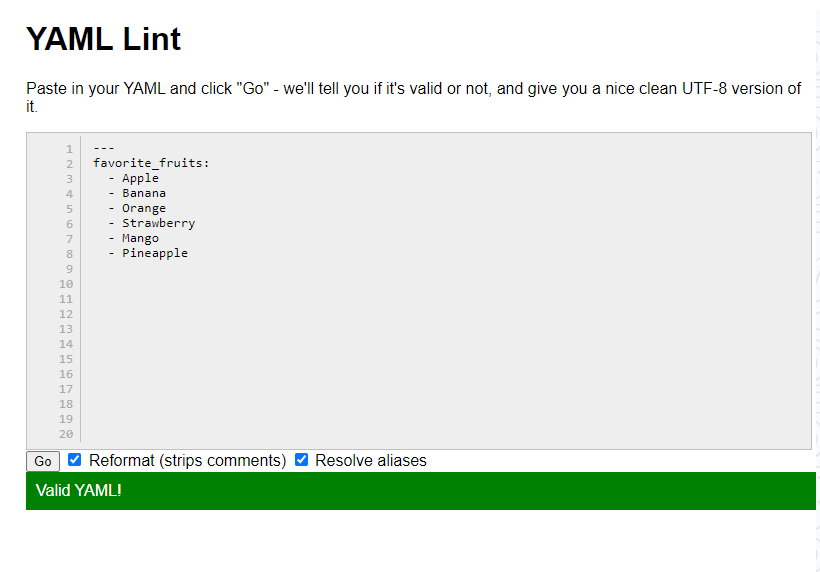 YAML Lint
Paste in your YAML and click "Go" - we'll tell you if it's valid or not, and give you a nice clean UTF-8 version of
it.
1 ---
2 favorite_fruits:
3   - Apple
4   - Banana
5   - Orange
6   - Strawberry
7   - Mango
8   - Pineapple
9
10
11
12
13
14
15
16
17
18
19
20
Go Reformat (strips comments) Resolve aliases
Valid YAML!